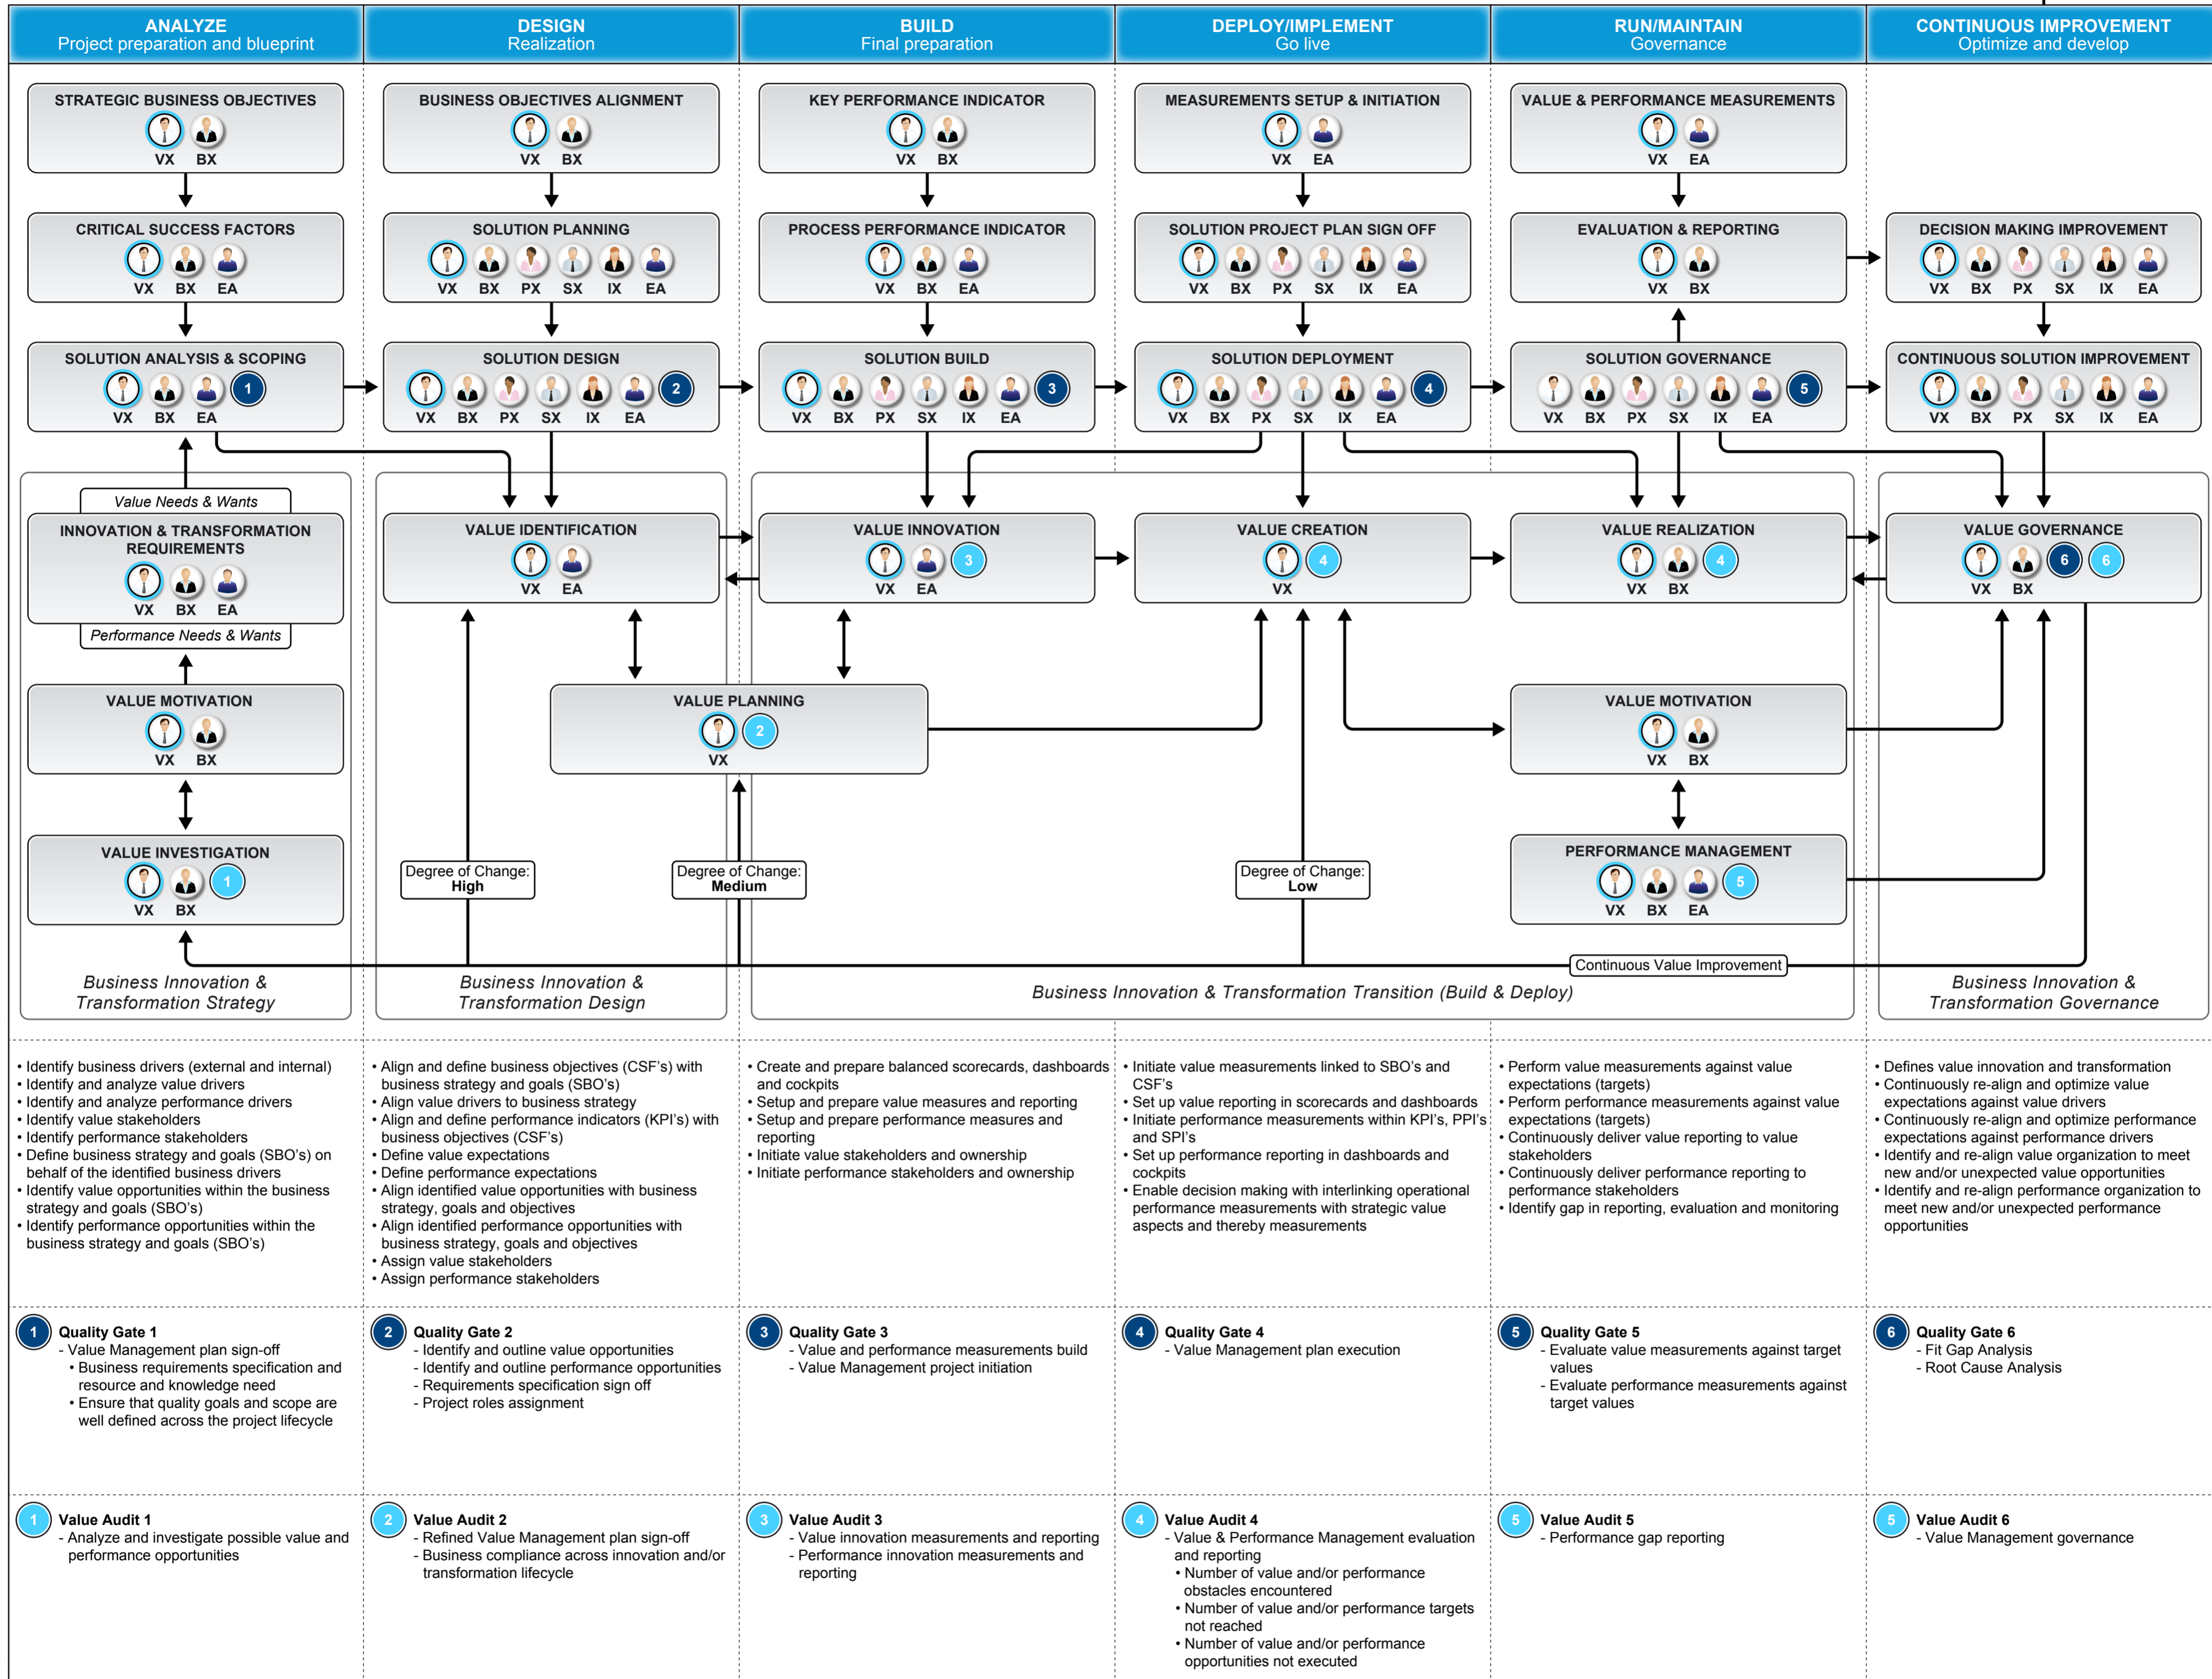 ANALYZE
Project preparation and blueprint
DESIGN
Realization
BUILD
Final preparation
DEPLOY/IMPLEMENT
Go live
RUN/MAINTAIN
Governance
CONTINUOUS IMPROVEMENT
Optimize and develop
STRATEGIC BUSINESS OBJECTIVES
VX BX
BUSINESS OBJECTIVES ALIGNMENT
VX BX
KEY PERFORMANCE INDICATOR
VX BX
MEASUREMENTS SETUP & INITIATION
VX EA
VALUE & PERFORMANCE MEASUREMENTS
VX EA
CRITICAL SUCCESS FACTORS
VX BX EA
SOLUTION PLANNING
VX BX PX SX IX EA
PROCESS PERFORMANCE INDICATOR
VX BX EA
SOLUTION PROJECT PLAN SIGN OFF
VX BX PX SX IX EA
EVALUATION & REPORTING
VX BX
DECISION MAKING IMPROVEMENT
VX BX PX SX IX EA
SOLUTION ANALYSIS & SCOPING
1
VX BX EA
SOLUTION DESIGN
2
VX BX PX SX IX EA
SOLUTION BUILD
3
VX BX PX SX IX EA
SOLUTION DEPLOYMENT
4
VX BX PX SX IX EA
SOLUTION GOVERNANCE
5
VX BX PX SX IX EA
CONTINUOUS SOLUTION IMPROVEMENT
VX BX PX SX IX EA
Value Needs & Wants
INNOVATION & TRANSFORMATION
REQUIREMENTS
VX BX EA
Performance Needs & Wants
VALUE IDENTIFICATION
VX EA
VALUE INNOVATION
3
VX EA
VALUE CREATION
4
VX
VALUE REALIZATION
4
VX BX
VALUE GOVERNANCE
6 6
VX BX
VALUE MOTIVATION
VX BX
VALUE PLANNING
2
VX
VALUE MOTIVATION
VX BX
VALUE INVESTIGATION
1
VX BX
Degree of Change:
High
Degree of Change:
Medium
Degree of Change:
Low
PERFORMANCE MANAGEMENT
5
VX BX EA
Continuous Value Improvement
Business Innovation &
Transformation Strategy
Business Innovation &
Transformation Design
Business Innovation & Transformation Transition (Build & Deploy)
Business Innovation &
Transformation Governance
• Identify business drivers (external and internal)
• Identify and analyze value drivers
• Identify and analyze performance drivers
• Identify value stakeholders
• Identify performance stakeholders
• Define business strategy and goals (SBO's) on
behalf of the identified business drivers
• Identify value opportunities within the business
strategy and goals (SBO's)
• Identify performance opportunities within the
business strategy and goals (SBO's)
• Align and define business objectives (CSF's) with
business strategy and goals (SBO's)
• Align value drivers to business strategy
• Align and define performance indicators (KPI's) with
business objectives (CSF's)
• Define value expectations
• Define performance expectations
• Align identified value opportunities with business
strategy, goals and objectives
• Align identified performance opportunities with
business strategy, goals and objectives
• Assign value stakeholders
• Assign performance stakeholders
• Create and prepare balanced scorecards, dashboards
and cockpits
• Setup and prepare value measures and reporting
• Setup and prepare performance measures and
reporting
• Initiate value stakeholders and ownership
• Initiate performance stakeholders and ownership
• Initiate value measurements linked to SBO's and
CSF's
• Set up value reporting in scorecards and dashboards
• Initiate performance measurements within KPI's, PPI's
and SPI's
• Set up performance reporting in dashboards and
cockpits
• Enable decision making with interlinking operational
performance measurements with strategic value
aspects and thereby measurements
• Perform value measurements against value
expectations (targets)
• Perform performance measurements against value
expectations (targets)
• Continuously deliver value reporting to value
stakeholders
• Continuously deliver performance reporting to
performance stakeholders
• Identify gap in reporting, evaluation and monitoring
• Defines value innovation and transformation
• Continuously re-align and optimize value
expectations against value drivers
• Continuously re-align and optimize performance
expectations against performance drivers
• Identify and re-align value organization to meet
new and/or unexpected value opportunities
• Identify and re-align performance organization to
meet new and/or unexpected performance
opportunities
1 Quality Gate 1
- Value Management plan sign-off
• Business requirements specification and
resource and knowledge need
• Ensure that quality goals and scope are
well defined across the project lifecycle
2 Quality Gate 2
- Identify and outline value opportunities
- Identify and outline performance opportunities
- Requirements specification sign off
- Project roles assignment
3 Quality Gate 3
- Value and performance measurements build
- Value Management project initiation
4 Quality Gate 4
- Value Management plan execution
5 Quality Gate 5
- Evaluate value measurements against target
values
- Evaluate performance measurements against
target values
6 Quality Gate 6
- Fit Gap Analysis
- Root Cause Analysis
1 Value Audit 1
- Analyze and investigate possible value and
performance opportunities
2 Value Audit 2
- Refined Value Management plan sign-off
- Business compliance across innovation and/or
transformation lifecycle
3 Value Audit 3
- Value innovation measurements and reporting
- Performance innovation measurements and
reporting
4 Value Audit 4
- Value & Performance Management evaluation
and reporting
• Number of value and/or performance
obstacles encountered
• Number of value and/or performance targets
not reached
• Number of value and/or performance
opportunities not executed
5 Value Audit 5
- Performance gap reporting
5 Value Audit 6
- Value Management governance